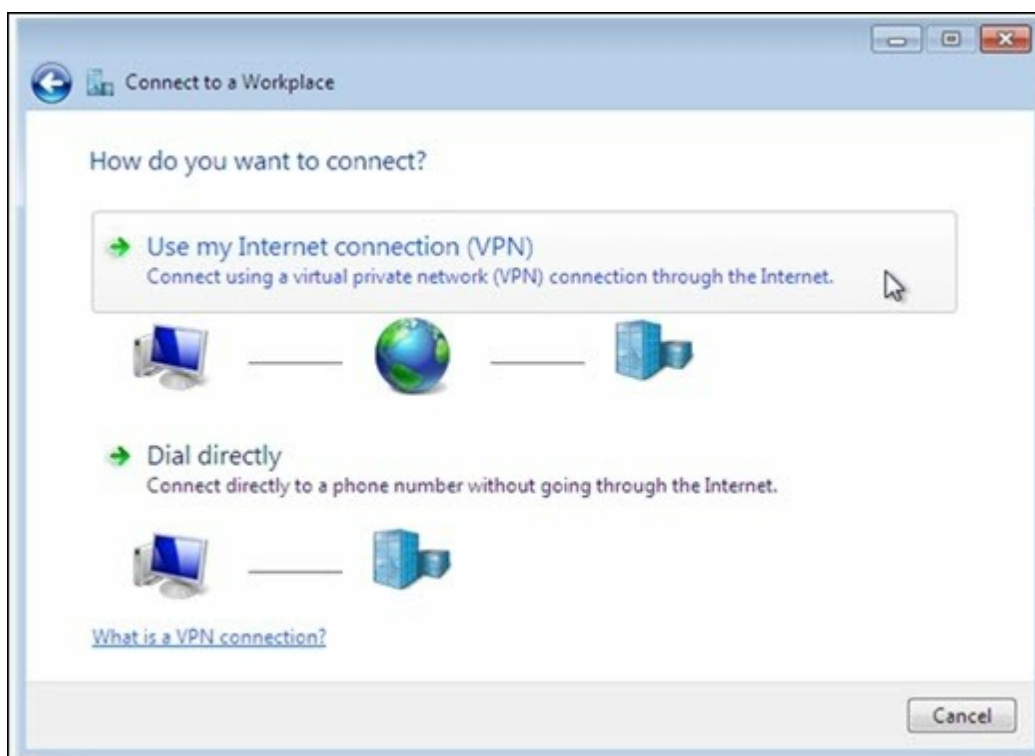 Connect to a Workplace
How do you want to connect?
Use my Internet connection (VPN)
Connect using a virtual private network (VPN) connection through the Internet.
Dial directly
Connect directly to a phone number without going through the Internet.
What is a VPN connection?
Cancel